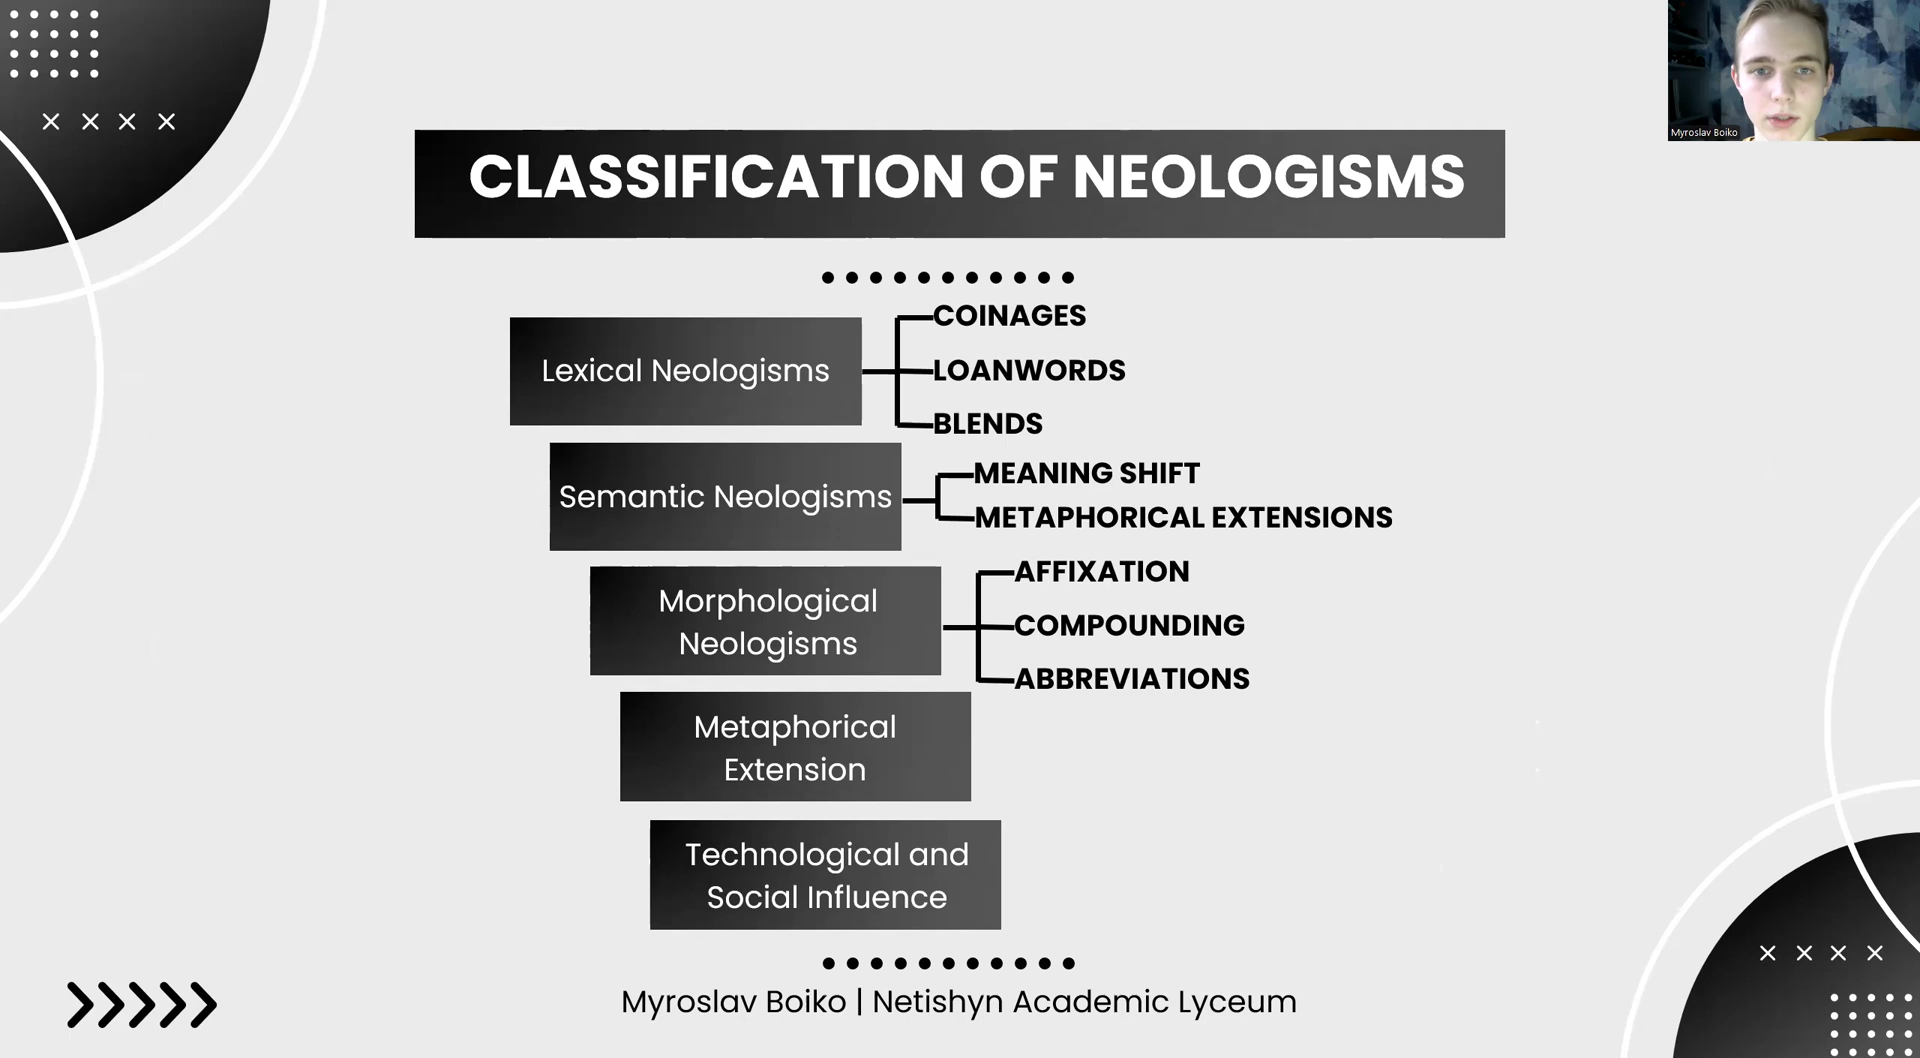 Myroslav Boiko
CLASSIFICATION OF NEOLOGISMS
Lexical Neologisms
COINAGES
LOANWORDS
BLENDS
Semantic Neologisms
MEANING SHIFT
METAPHORICAL EXTENSIONS
Morphological
Neologisms
AFFIXATION
COMPOUNDING
ABBREVIATIONS
Metaphorical
Extension
Technological and
Social Influence
Myroslav Boiko | Netishyn Academic Lyceum